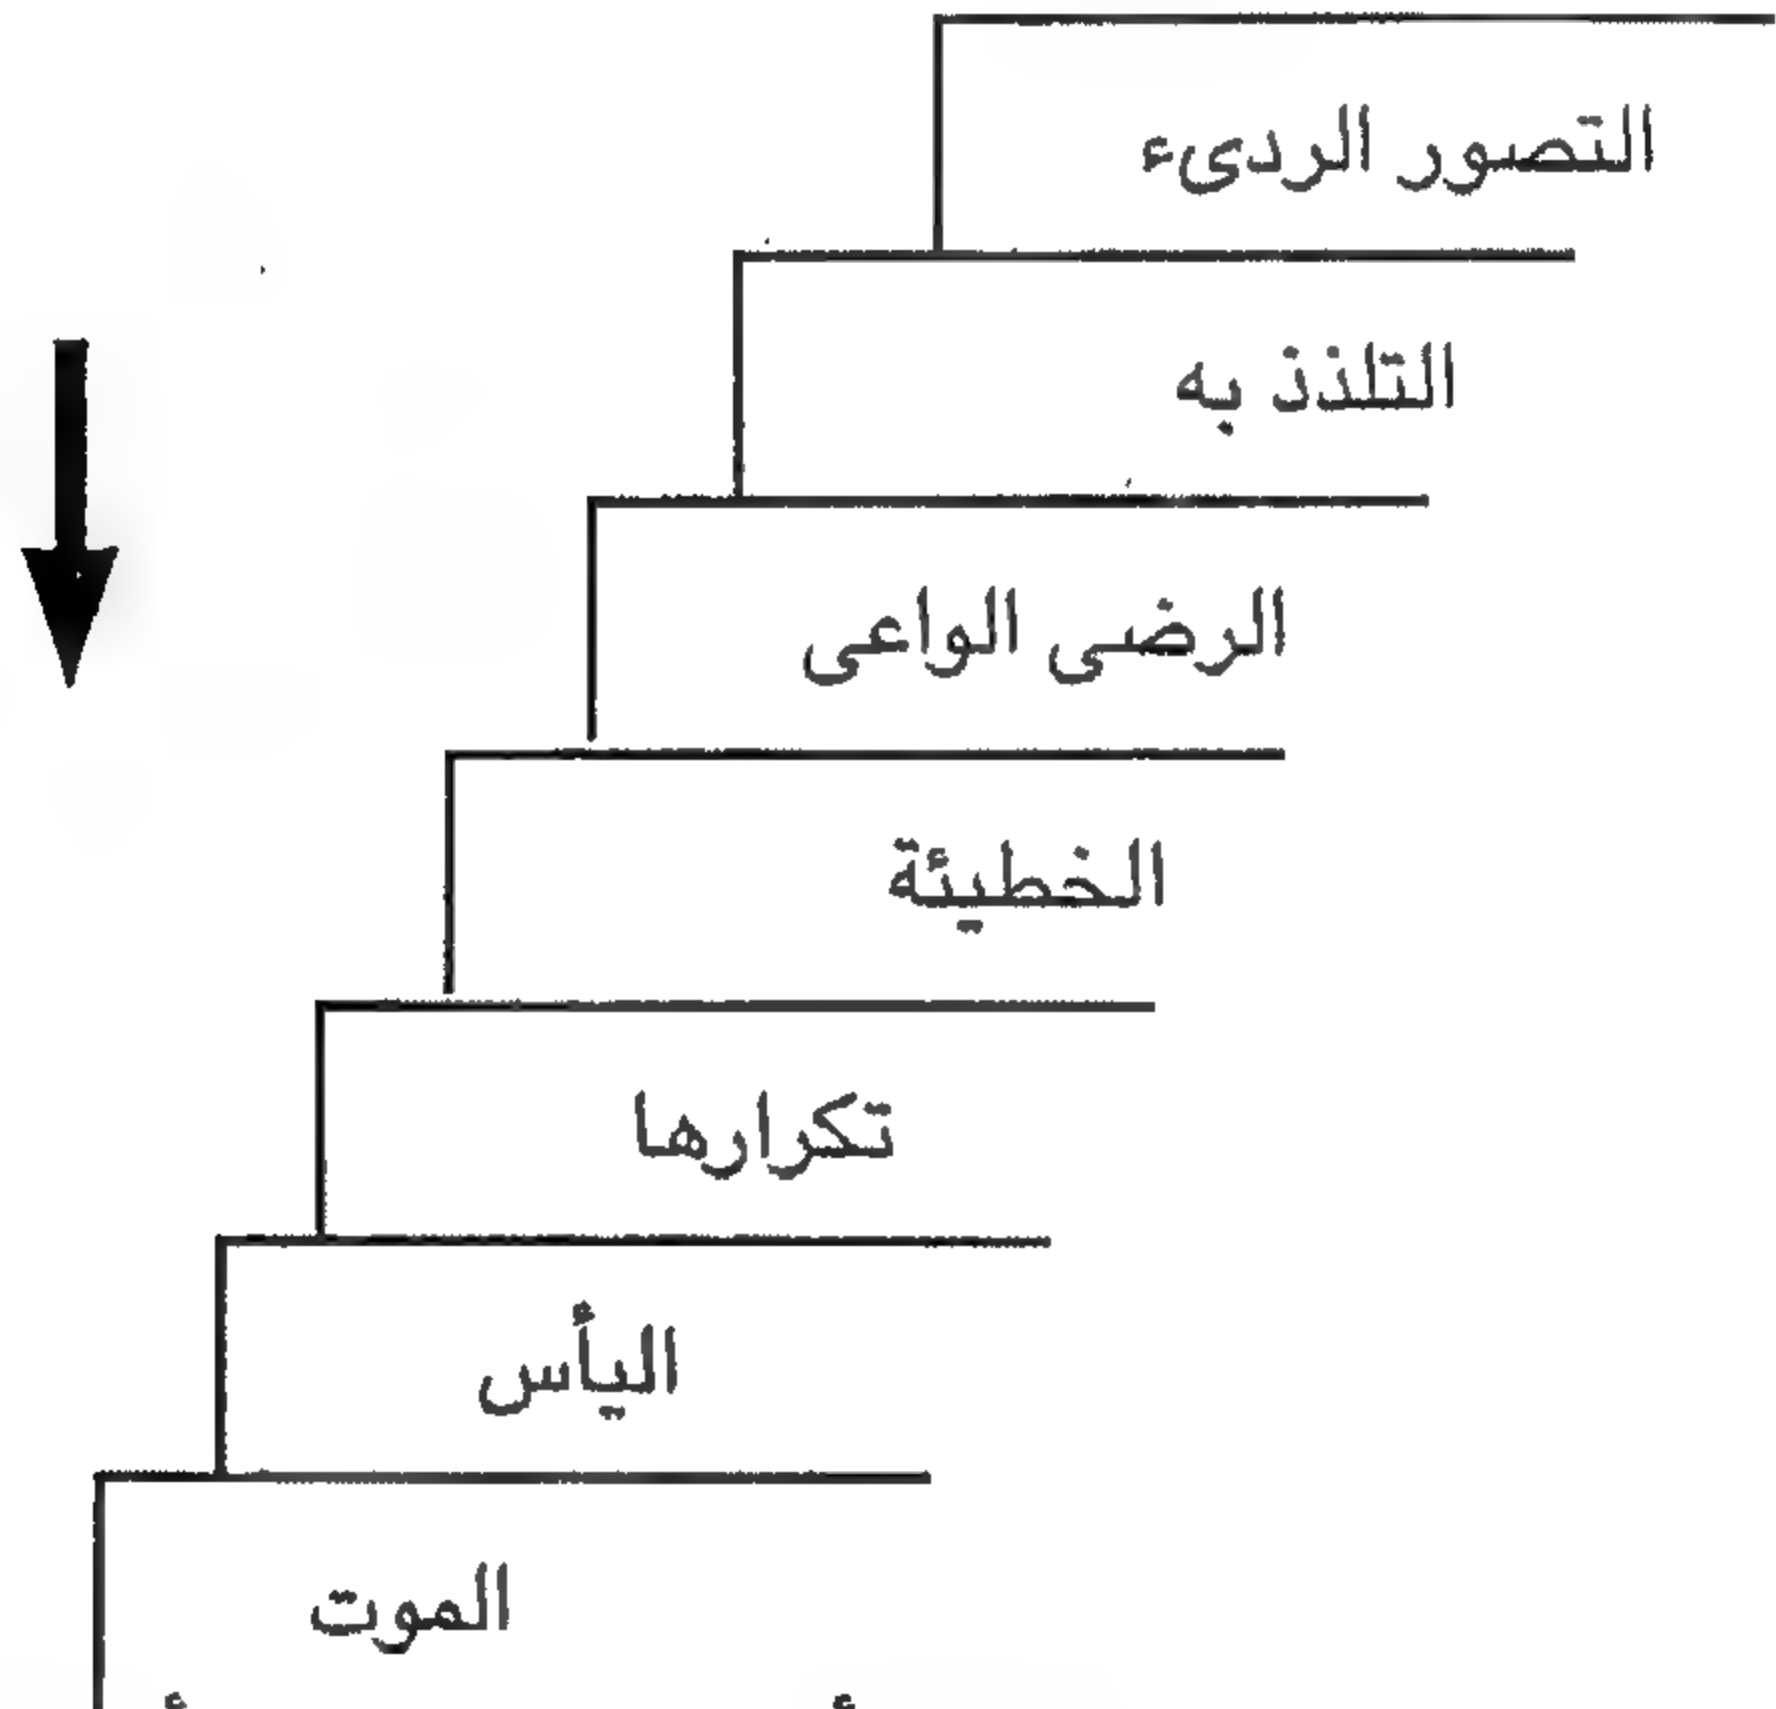 التصور الردىء
التلذذ به
الرضى الواعى
الخطيئة
تكرارها
اليأس
الموت